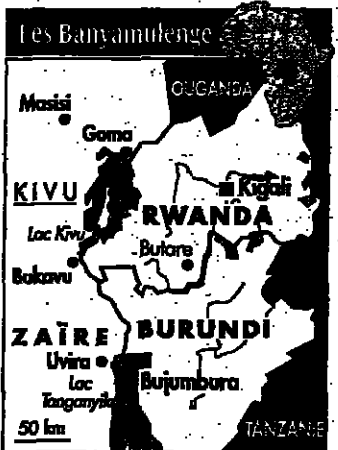 Les Banyamulenge
OUGANDA
Masisi
Goma
KIVU
Kigali
RWANDA
Lac Kivu
Butare
Bukavu
ZAÏRE
BURUNDI
Uvira
Bujumbura
Lac
Tanganyika
50 km
TANZANIE